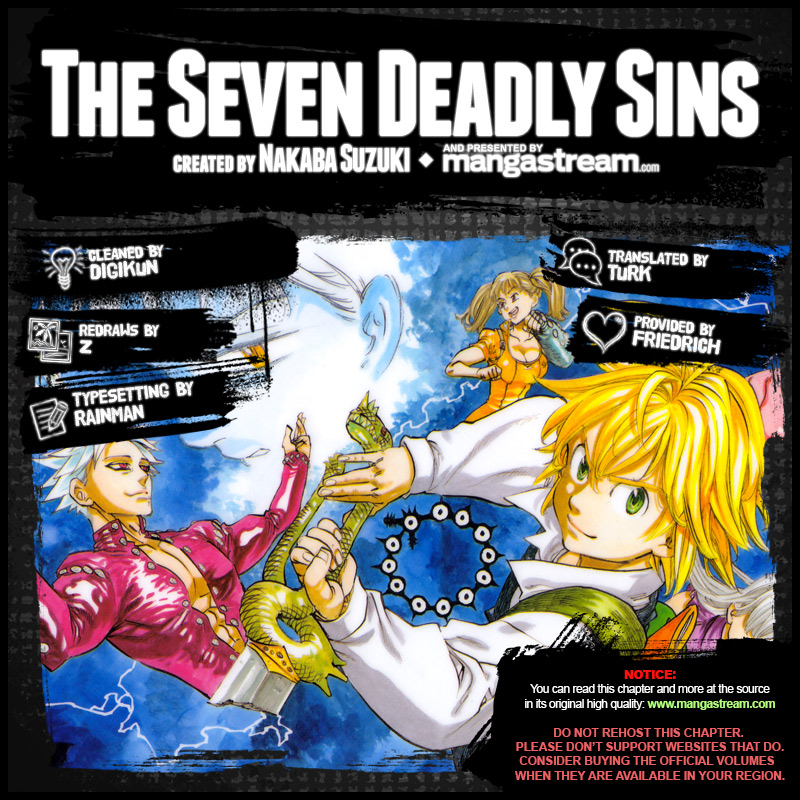 THE SEVEN DEADLY SINS
CREATED BY NAKABA SUZUKI ◆ AND PRESENTED BY mangastream.com
CLEANED BY
DIGIKUN
REDRAWS BY
Z
TYPESETTING BY
RAINMAN
TRANSLATED BY
TURK
PROVIDED BY
FRIEDRICH
NOTICE:
You can read this chapter and more at the source
in its original high quality: www.mangastream.com
DO NOT REHOST THIS CHAPTER.
PLEASE DON'T SUPPORT WEBSITES THAT DO.
CONSIDER BUYING THE OFFICIAL VOLUMES
WHEN THEY ARE AVAILABLE IN YOUR REGION.